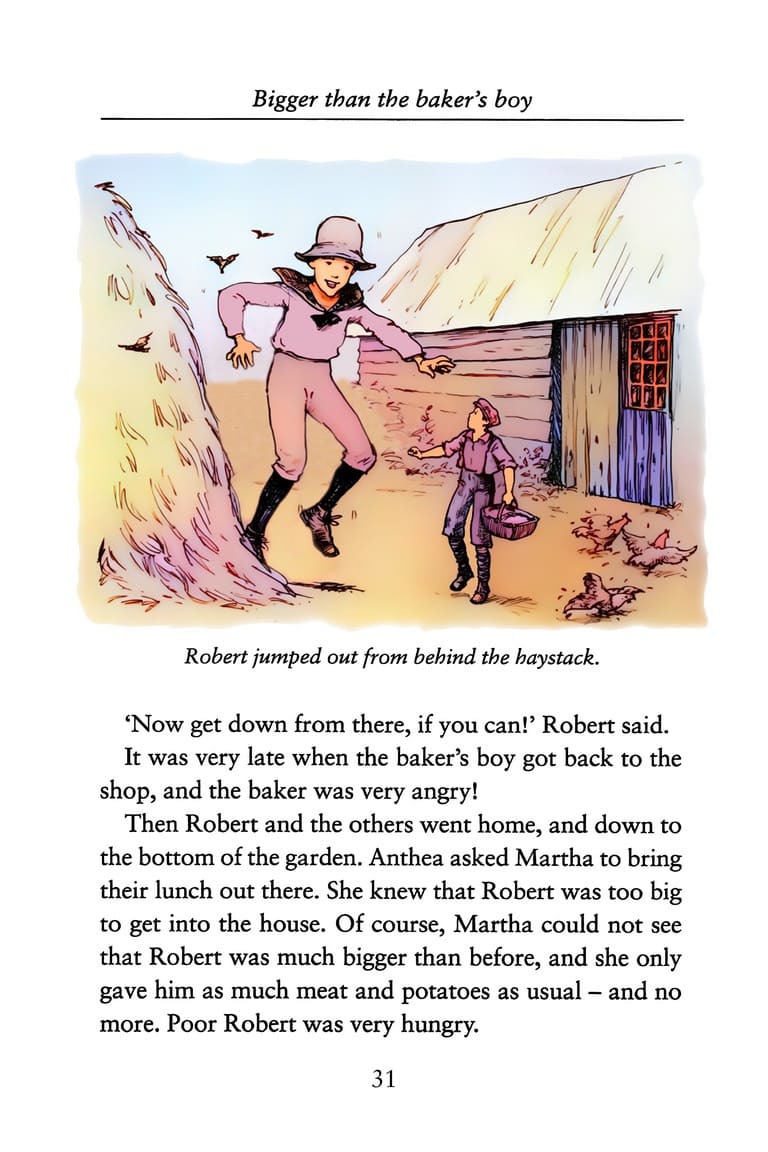 Bigger than the baker's boy
Robert jumped out from behind the haystack.
‘Now get down from there, if you can!’ Robert said.
It was very late when the baker’s boy got back to the
shop, and the baker was very angry!
Then Robert and the others went home, and down to
the bottom of the garden. Anthea asked Martha to bring
their lunch out there. She knew that Robert was too big
to get into the house. Of course, Martha could not see
that Robert was much bigger than before, and she only
gave him as much meat and potatoes as usual – and no
more. Poor Robert was very hungry.
31